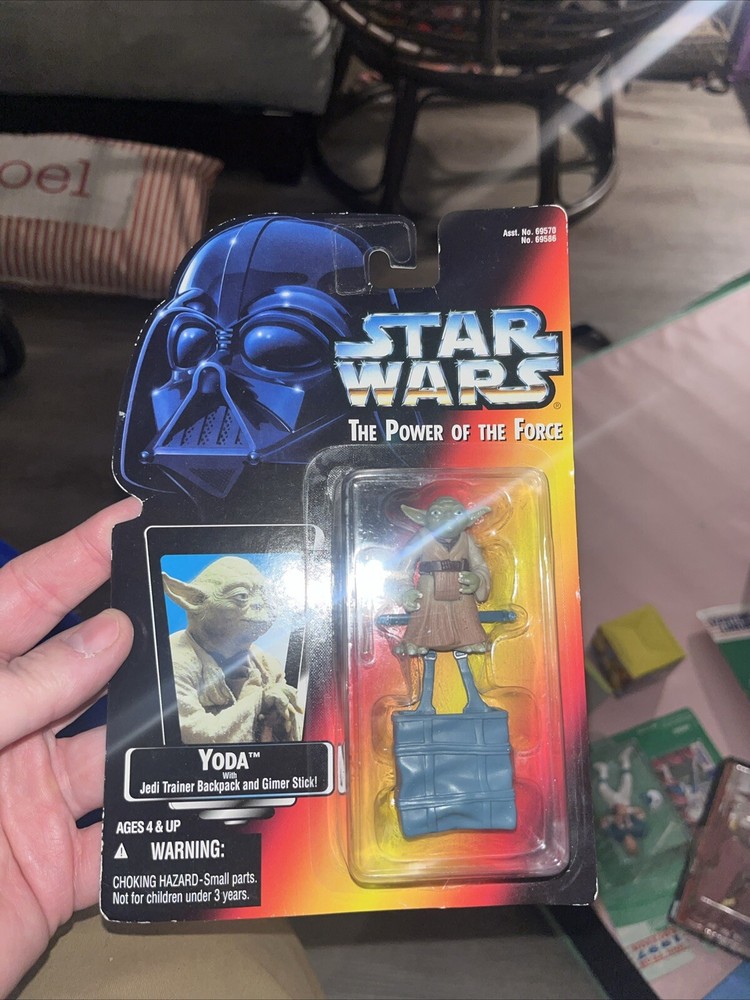 oel
Asst. No. 69570
No. 69586
STAR
WARS®
THE POWER OF THE FORCE
YODA™
With
Jedi Trainer Backpack and Gimer Stick!
AGES 4 & UP
⚠ WARNING:
CHOKING HAZARD-Small parts.
Not for children under 3 years.
1997